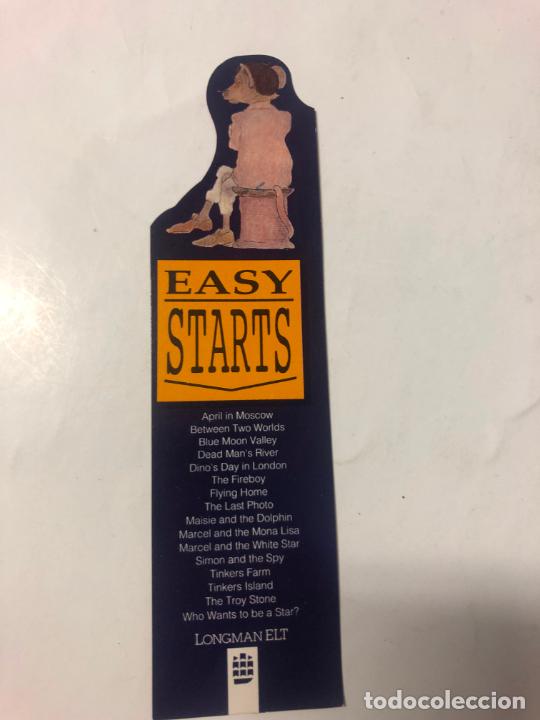 EASY
STARTS
April in Moscow
Between Two Worlds
Blue Moon Valley
Dead Man's River
Dino's Day in London
The Fireboy
Flying Home
The Last Photo
Maisie and the Dolphin
Marcel and the Mona Lisa
Marcel and the White Star
Simon and the Spy
Tinkers Farm
Tinkers Island
The Troy Stone
Who Wants to be a Star?
LONGMAN ELT
todocoleccion.net